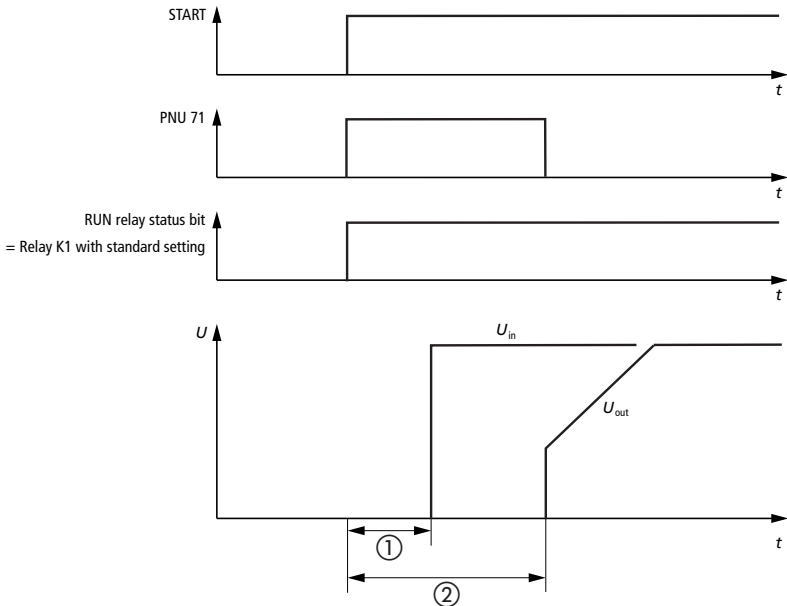 START
t
PNU 71
t
RUN relay status bit
= Relay K1 with standard setting
t
U
Uin
Uout
t
①
②